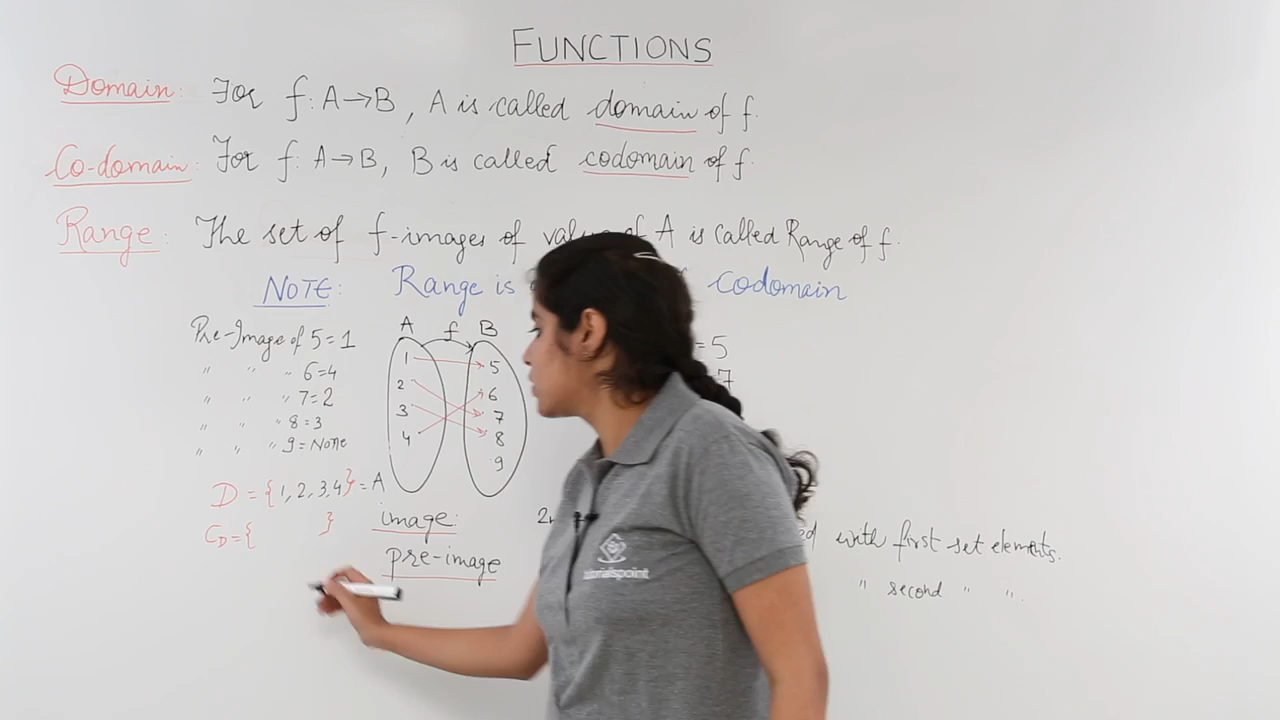 FUNCTIONS
Domain: For f: A→B, A is called domain of f.
Co-domain: For f: A→B, B is called codomain of f.
Range: The set of f-images of of A is called Range of f.
NOTE: Range is codomain
Pre-Image of 5 = 1
" " " 6 = 4
" " " 7 = 2
" " " 8 = 3
" " " 9 = None
A f B
1 5
2 6
3 7
4 8
9
= 5
7
D = {1, 2, 3, 4} = A
C_D = { }
image:
with first set elements.
pre-image
" second " ".
tutorialspoint